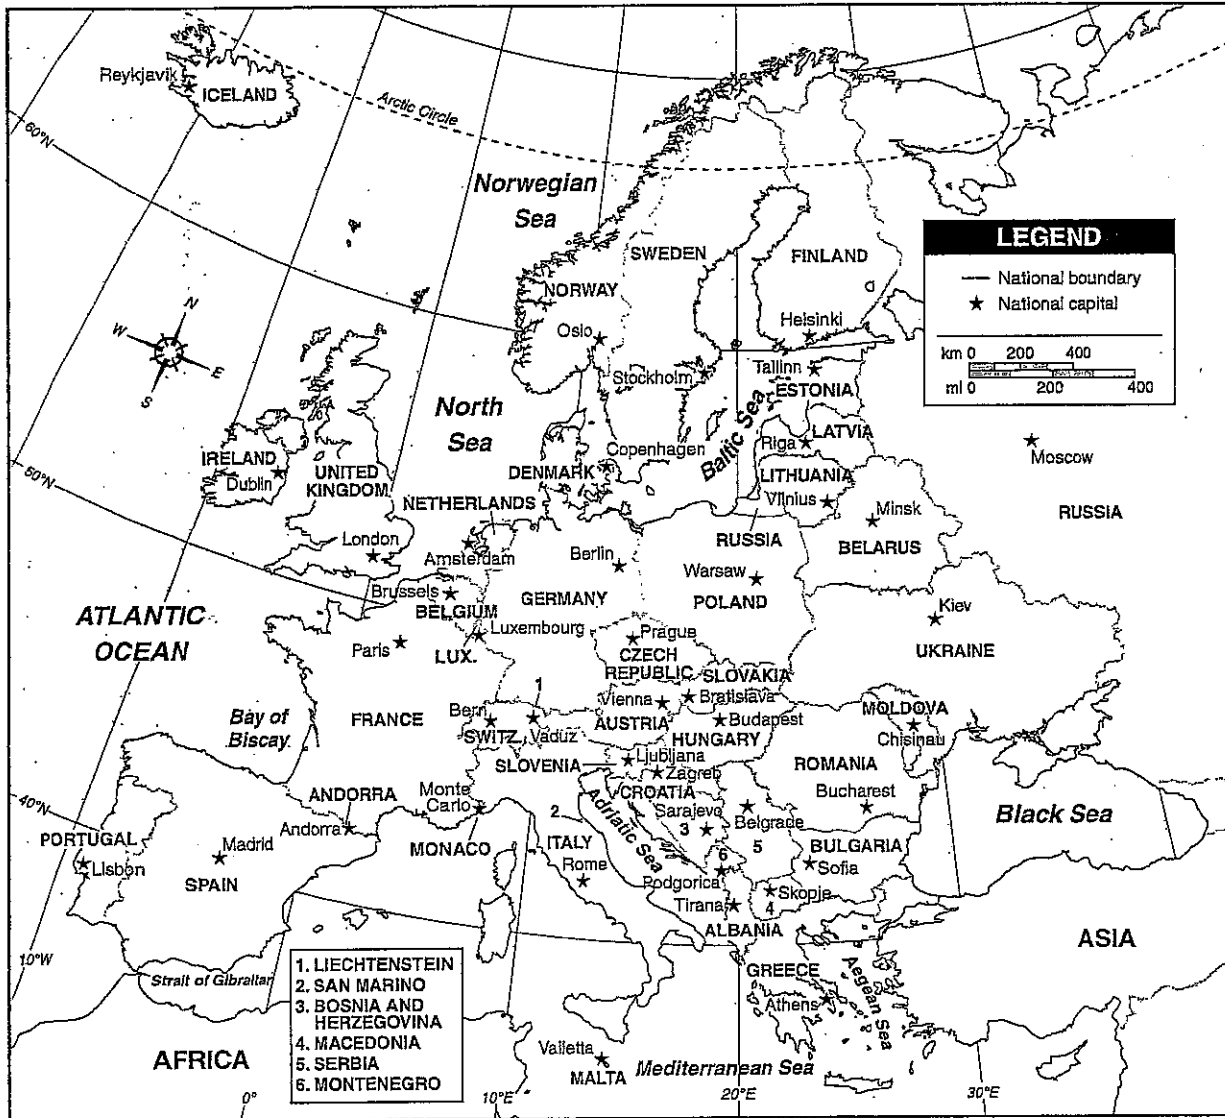 Reykjavik
ICELAND
Arctic Circle
60°N
Norwegian
Sea
SWEDEN
FINLAND
NORWAY
Oslo
Helsinki
Stockholm
Tallinn
ESTONIA
LEGEND
National boundary
National capital
km 0 200 400
ml 0 200 400
N
W
E
S
North
Sea
Baltic Sea
Riga
LATVIA
Moscow
RUSSIA
50°N
IRELAND
Dublin
UNITED
KINGDOM
DENMARK
Copenhagen
LITHUANIA
Vilnius
Minsk
BELARUS
NETHERLANDS
RUSSIA
London
Amsterdam
Berlin
Warsaw
POLAND
Brussels
BELGIUM
GERMANY
Kiev
UKRAINE
ATLANTIC
OCEAN
Paris
LUX.
Luxembourg
Prague
CZECH
REPUBLIC
SLOVAKIA
Bratislava
1
Vienna
AUSTRIA
Bay of
Biscay
FRANCE
Bern
SWITZ.
Vaduz
HUNGARY
Budapest
MOLDOVA
Chisinau
SLOVENIA
Ljubljana
Zagreb
CROATIA
ROMANIA
Bucharest
40°N
ANDORRA
Andorra
Monte
Carlo
MONACO
2
ITALY
Rome
Adriatic Sea
Sarajevo
3
Belgrade
5
BULGARIA
Sofia
Black Sea
PORTUGAL
Lisbon
Madrid
SPAIN
6
Podgorica
Skopje
4
Tirana
ALBANIA
ASIA
10°W
Strait of Gibraltar
GREECE
Athens
Aegean Sea
1. LIECHTENSTEIN
2. SAN MARINO
3. BOSNIA AND
HERZEGOVINA
4. MACEDONIA
5. SERBIA
6. MONTENEGRO
AFRICA
Valletta
MALTA
Mediterranean Sea
0°
10°E
20°E
30°E